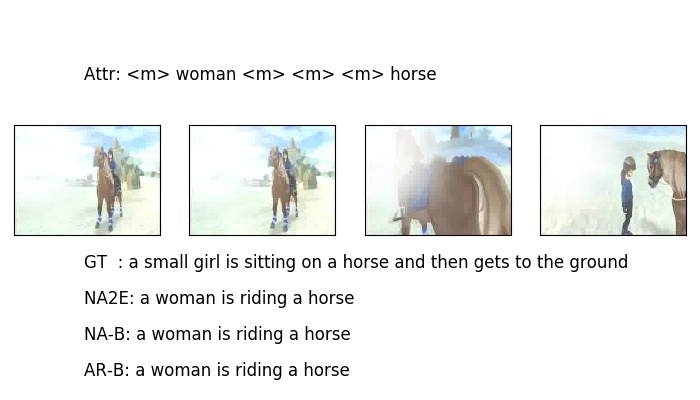 Attr: <m> woman <m> <m> <m> horse
GT : a small girl is sitting on a horse and then gets to the ground
NA2E: a woman is riding a horse
NA-B: a woman is riding a horse
AR-B: a woman is riding a horse